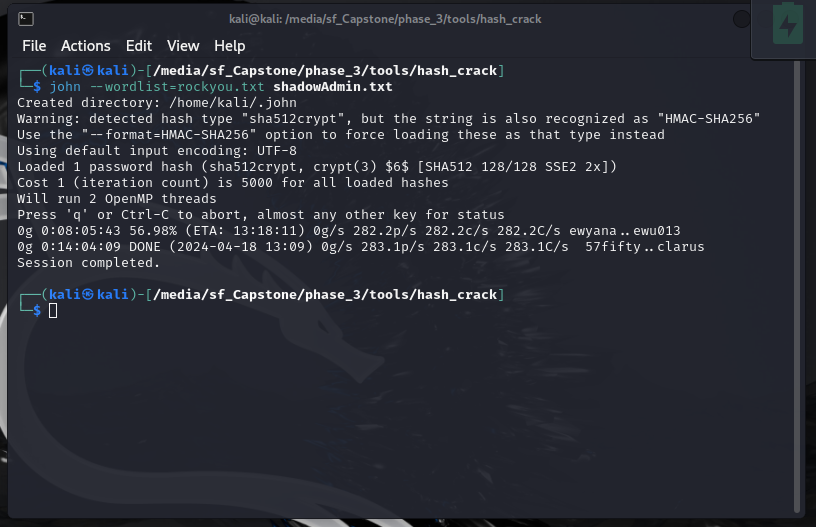 kali@kali: /media/sf_Capstone/phase_3/tools/hash_crack
File Actions Edit View Help
┌──(kali㉿kali)-[/media/sf_Capstone/phase_3/tools/hash_crack]
└─$ john --wordlist=rockyou.txt shadowAdmin.txt
Created directory: /home/kali/.john
Warning: detected hash type "sha512crypt", but the string is also recognized as "HMAC-SHA256"
Use the "--format=HMAC-SHA256" option to force loading these as that type instead
Using default input encoding: UTF-8
Loaded 1 password hash (sha512crypt, crypt(3) $6$ [SHA512 128/128 SSE2 2x])
Cost 1 (iteration count) is 5000 for all loaded hashes
Will run 2 OpenMP threads
Press 'q' or Ctrl-C to abort, almost any other key for status
0g 0:08:05:43 56.98% (ETA: 13:18:11) 0g/s 282.2p/s 282.2c/s 282.2C/s ewyana..ewu013
0g 0:14:04:09 DONE (2024-04-18 13:09) 0g/s 283.1p/s 283.1c/s 283.1C/s  57fifty..clarus
Session completed.
┌──(kali㉿kali)-[/media/sf_Capstone/phase_3/tools/hash_crack]
└─$